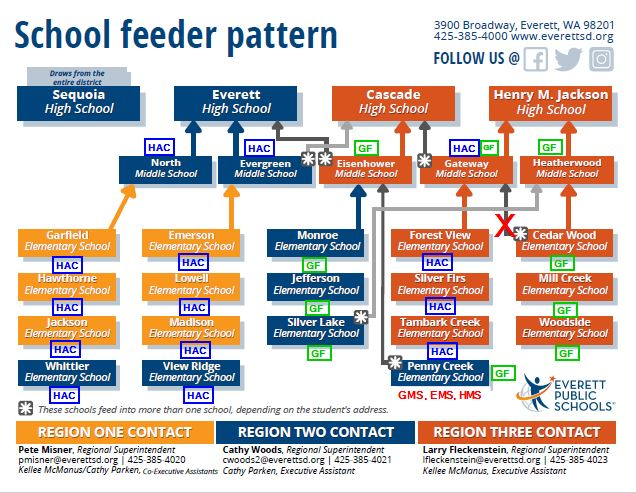 School feeder pattern
3900 Broadway, Everett, WA 98201
425-385-4000 www.everettsd.org
FOLLOW US @
Draws from the
entire district
Sequoia
High School
Everett
High School
Cascade
High School
Henry M. Jackson
High School
HAC
HAC
GF
HAC
GF
GF
North
Middle School
Evergreen
Middle School
Eisenhower
Middle School
Gateway
Middle School
Heatherwood
Middle School
X
Garfield
Elementary School
Emerson
Elementary School
Monroe
Elementary School
Forest View
Elementary School
Cedar Wood
Elementary School
HAC
HAC
GF
HAC
GF
Hawthorne
Elementary School
Lowell
Elementary School
Jefferson
Elementary School
Silver Firs
Elementary School
Mill Creek
Elementary School
HAC
HAC
GF
HAC
GF
Jackson
Elementary School
Madison
Elementary School
Silver Lake
Elementary School
Tambark Creek
Elementary School
Woodside
Elementary School
HAC
HAC
GF
HAC
GF
Whittier
Elementary School
View Ridge
Elementary School
Penny Creek
Elementary School
GF
HAC
HAC
GMS, EMS, HMS
EVERETT
PUBLIC
SCHOOLS™
These schools feed into more than one school, depending on the student's address.
REGION ONE CONTACT
Pete Misner, Regional Superintendent
pmisner@everettsd.org | 425-385-4020
Kellee McManus/Cathy Parken, Co-Executive Assistants
REGION TWO CONTACT
Cathy Woods, Regional Superintendent
cwoods2@everettsd.org | 425-385-4021
Cathy Parken, Executive Assistant
REGION THREE CONTACT
Larry Fleckenstein, Regional Superintendent
lfleckenstein@everettsd.org | 425-385-4023
Kellee McManus, Executive Assistant